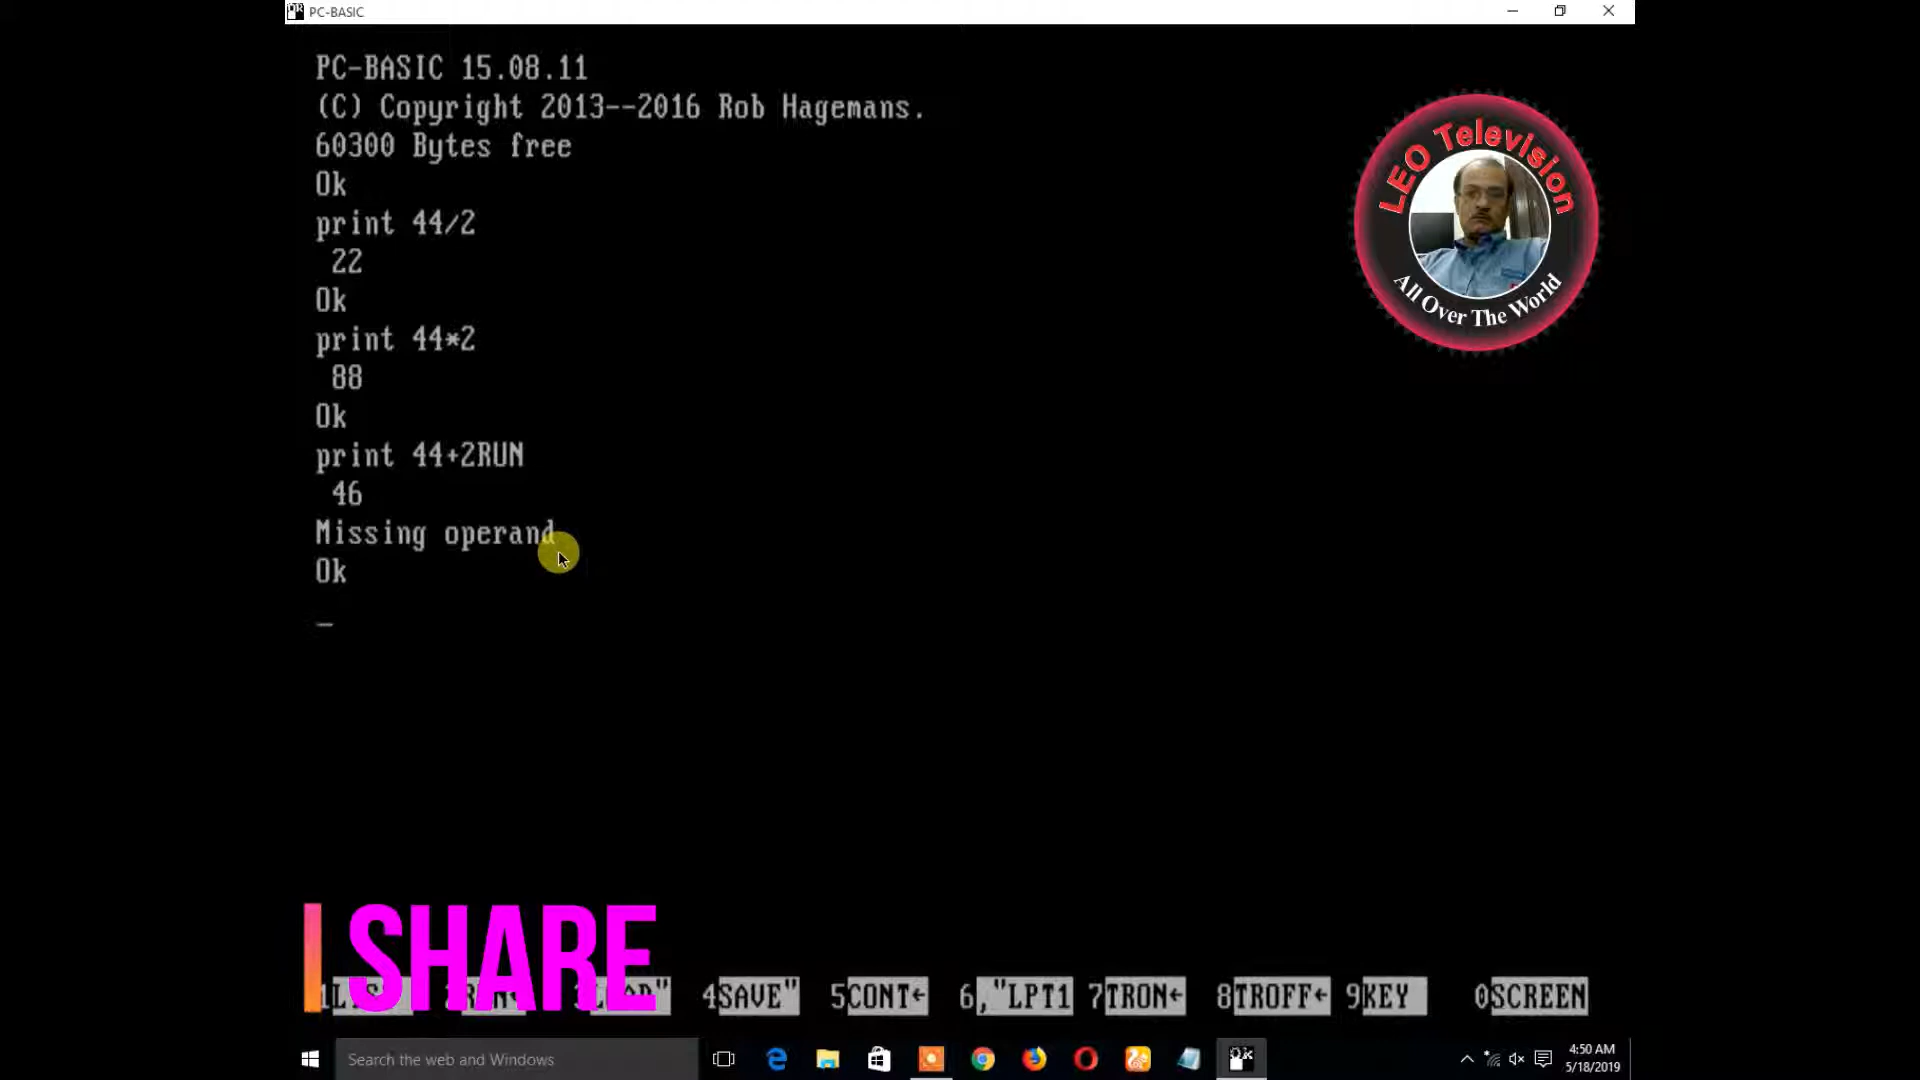 PC-BASIC
PC-BASIC 15.08.11
(C) Copyright 2013--2016 Rob Hagemans.
60300 Bytes free
Ok
print 44/2
22
Ok
print 44*2
88
Ok
print 44+2RUN
46
Missing operand
Ok
LEO Television
All Over The World
I SHARE
4SAVE" 5CONT← 6,"LPT1 7TRON← 8TROFF← 9KEY 0SCREEN
Search the web and Windows
4:50 AM
5/18/2019